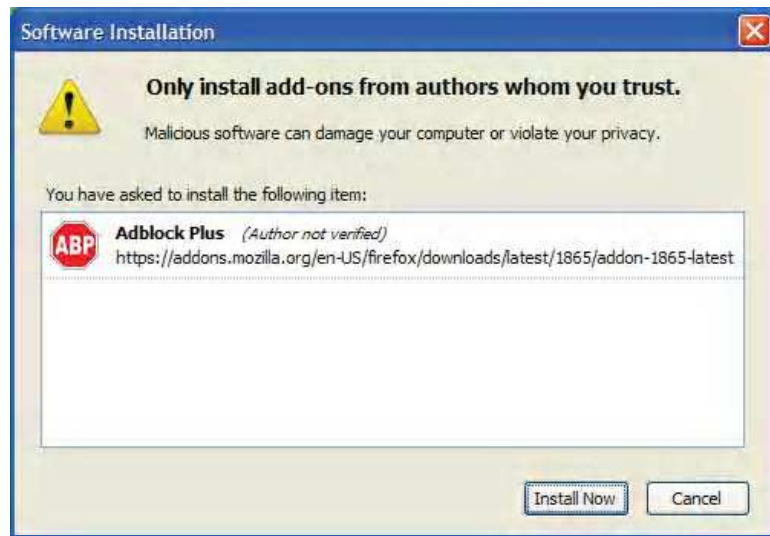 Software Installation
Only install add-ons from authors whom you trust.
Malicious software can damage your computer or violate your privacy.
You have asked to install the following item:
ABP
Adblock Plus (Author not verified)
https://addons.mozilla.org/en-US/firefox/downloads/latest/1865/addon-1865-latest
Install Now
Cancel